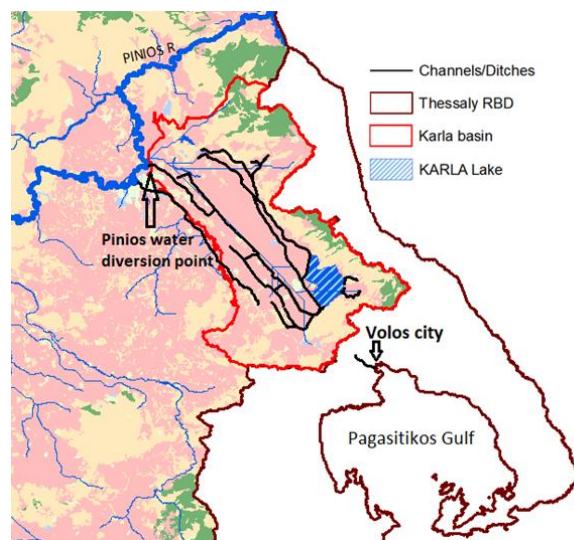 PINIOS R.
Channels/Ditches
Thessaly RBD
Karla basin
KARLA Lake
Pinios water
diversion point
Volos city
Pagasitikos Gulf